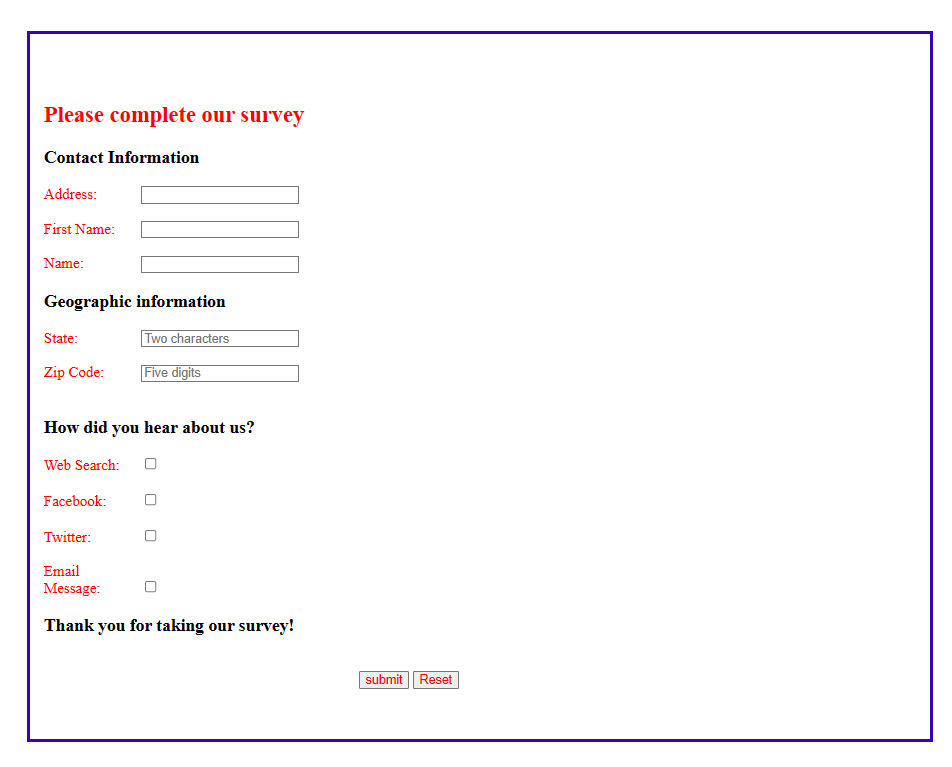 Please complete our survey
Contact Information
Address:
First Name:
Name:
Geographic information
State: Two characters
Zip Code: Five digits
How did you hear about us?
Web Search:
Facebook:
Twitter:
Email
Message:
Thank you for taking our survey!
submit Reset